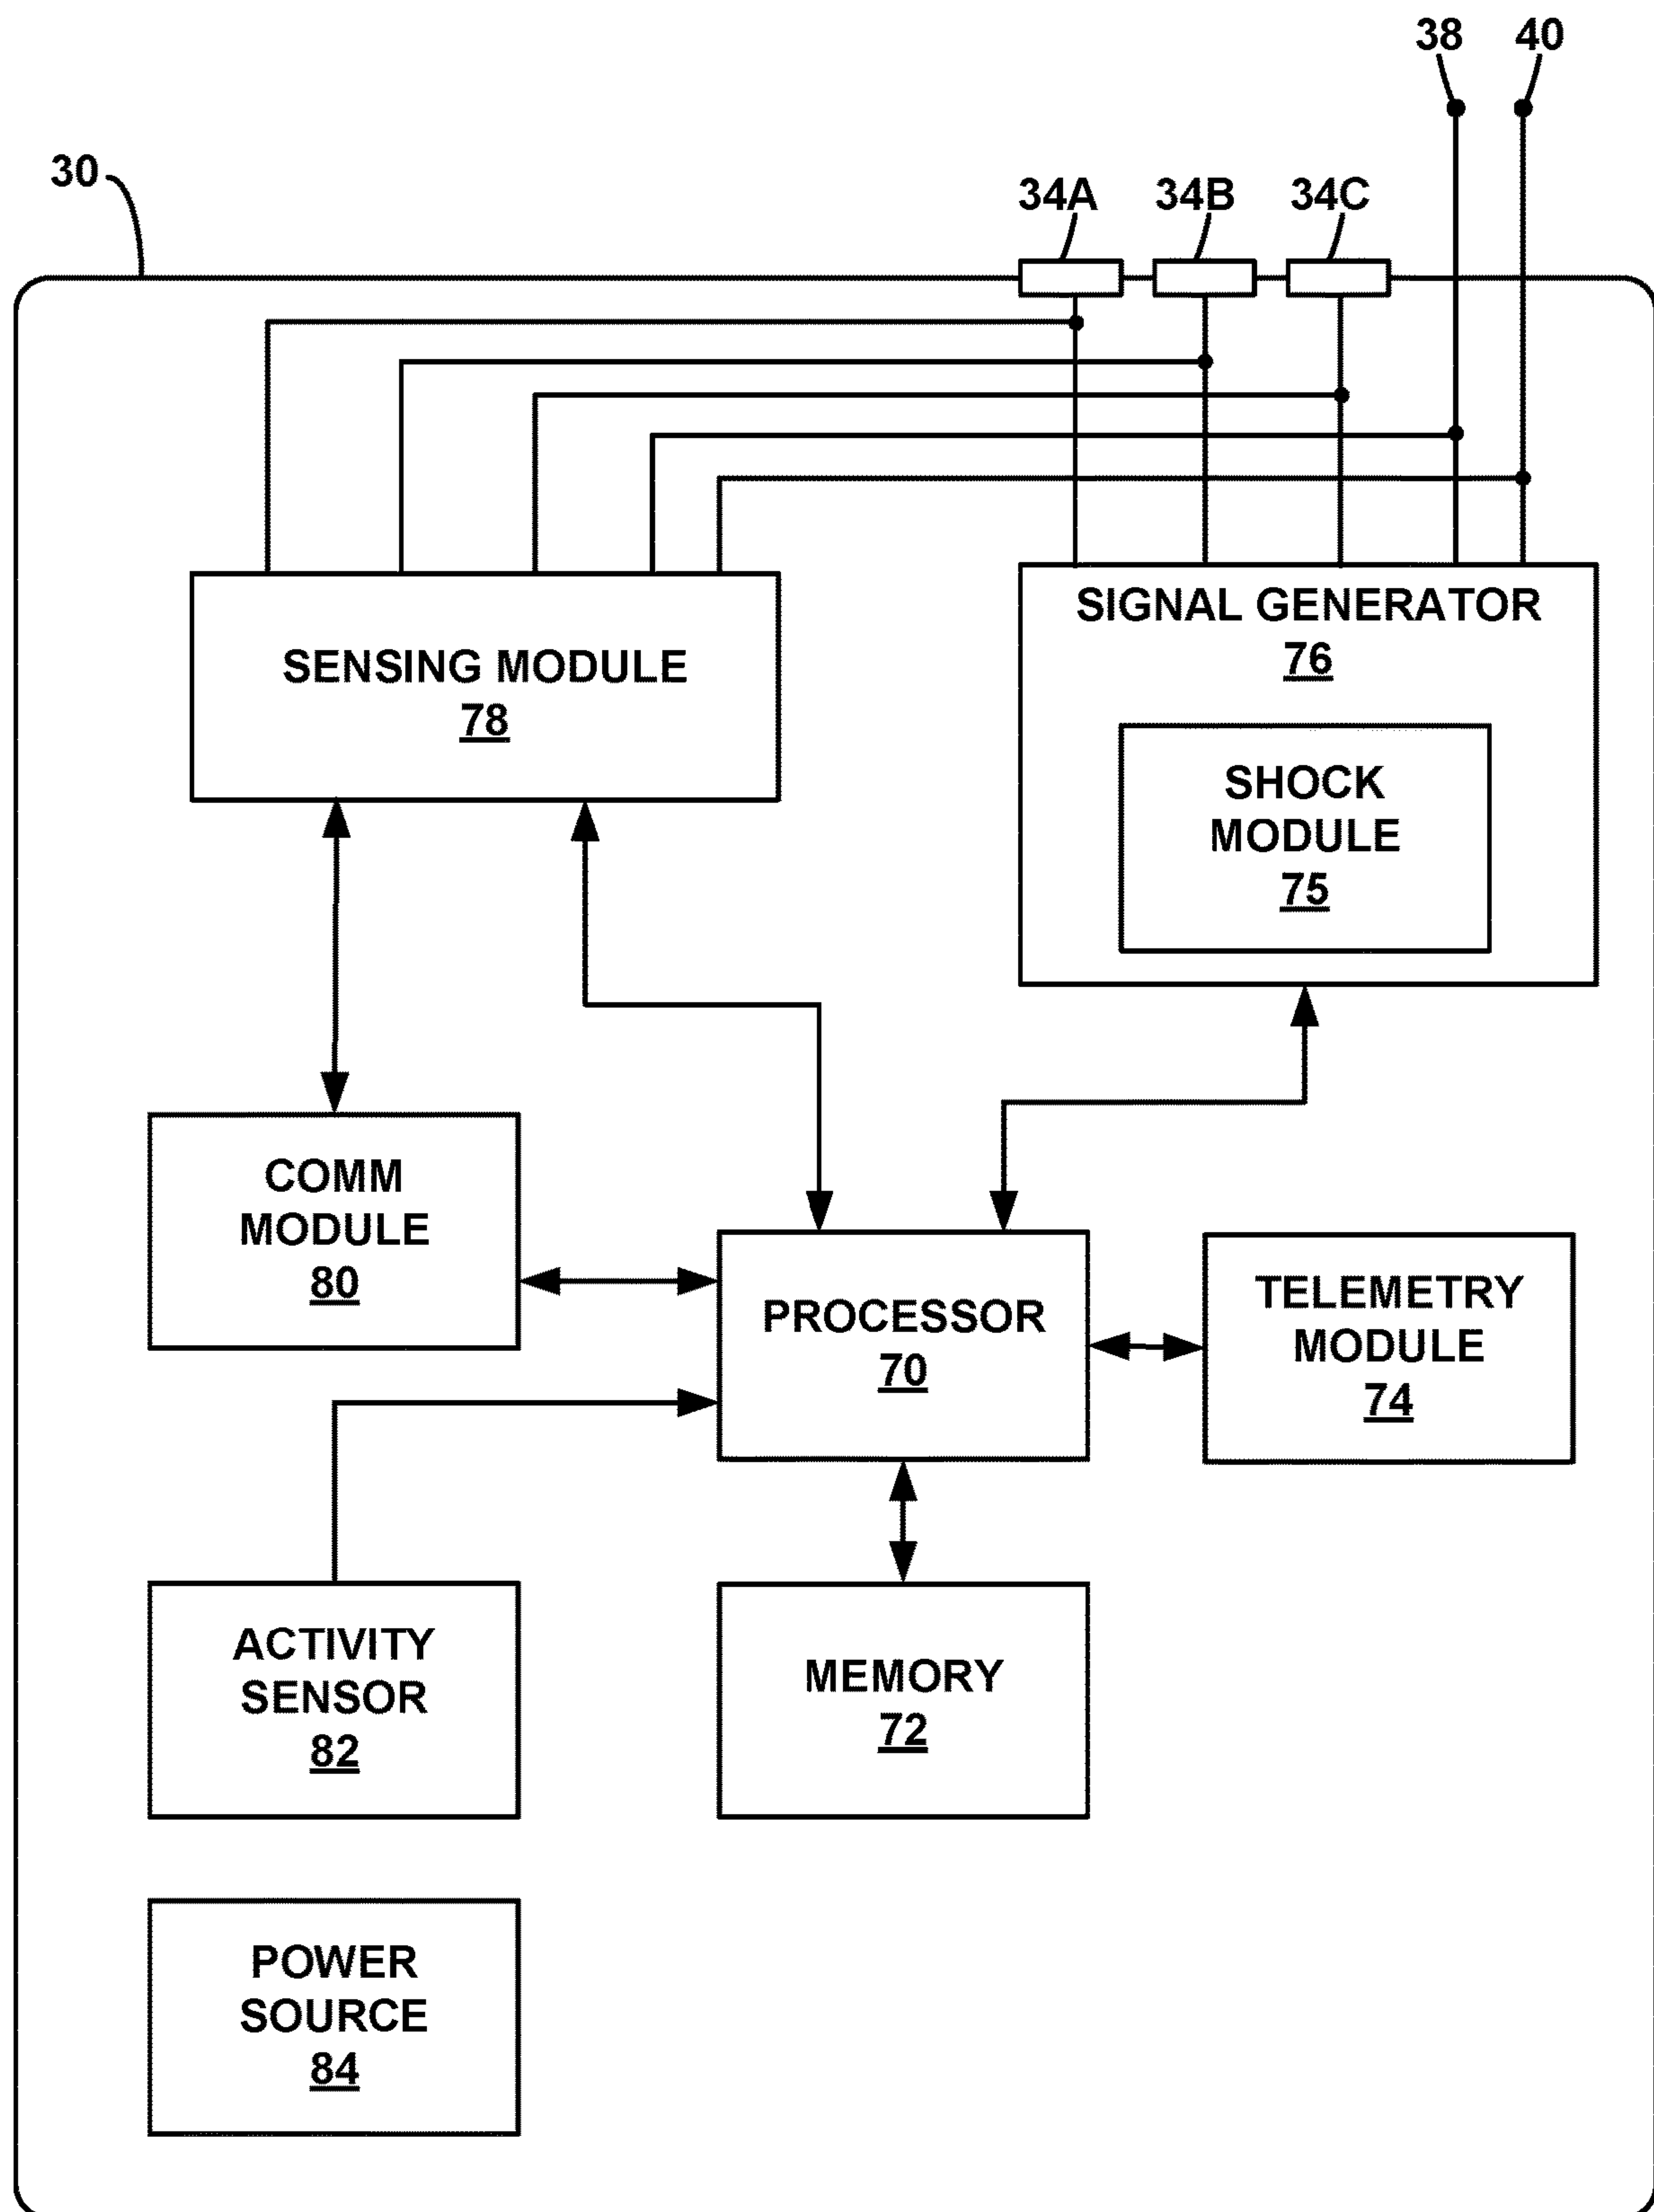 38 40
30
34A 34B 34C
SIGNAL GENERATOR
76
SENSING MODULE
78
SHOCK
MODULE
75
COMM
MODULE
80
PROCESSOR
70
TELEMETRY
MODULE
74
ACTIVITY
SENSOR
82
MEMORY
72
POWER
SOURCE
84